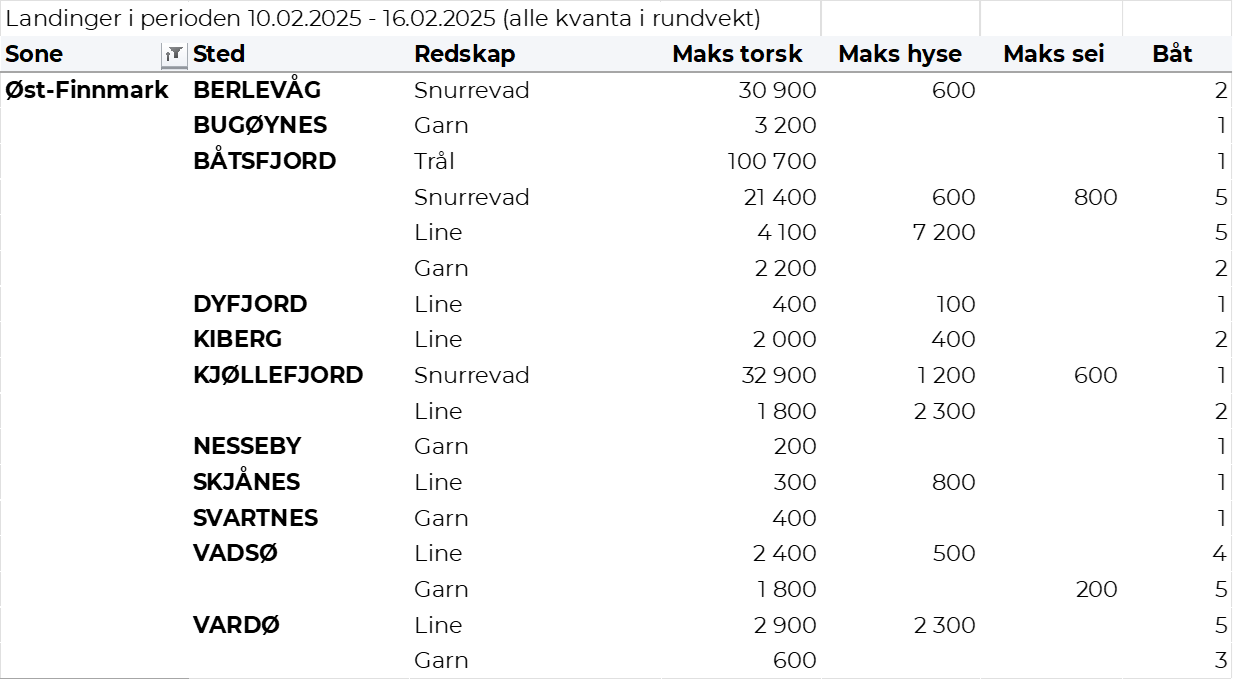 Landinger i perioden 10.02.2025 - 16.02.2025 (alle kvanta i rundvekt)
Sone Sted Redskap Maks torsk Maks hyse Maks sei Båt
Øst-Finnmark BERLEVÅG Snurrevad 30 900 600 2
BUGØYNES Garn 3 200 1
BÅTSFJORD Trål 100 700 1
Snurrevad 21 400 600 800 5
Line 4 100 7 200 5
Garn 2 200 2
DYFJORD Line 400 100 1
KIBERG Line 2 000 400 2
KJØLLEFJORD Snurrevad 32 900 1 200 600 1
Line 1 800 2 300 2
NESSEBY Garn 200 1
SKJÅNES Line 300 800 1
SVARTNES Garn 400 1
VADSØ Line 2 400 500 4
Garn 1 800 200 5
VARDØ Line 2 900 2 300 5
Garn 600 3